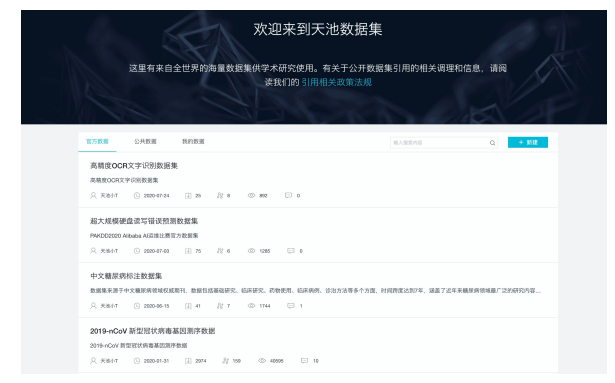 欢迎来到天池数据集
这里有来自全世界的海量数据集供学术研究使用。有关于公开数据集引用的相关调理和信息，请阅
读我们的 引用相关政策法规
官方数据 公共数据 我的数据 输入搜索内容 + 新建
高精度OCR文字识别数据集
高精度OCR文字识别数据集
天池小T 2020-07-24 25 8 892 0
超大规模硬盘读写错误预测数据集
PAKDD2020 Alibaba AI运维比赛官方数据集
天池小T 2020-07-03 75 6 1285 0
中文糖尿病标注数据集
数据集来源于中文糖尿病领域权威期刊，数据包括基础研究、临床研究、药物使用、临床病例、诊治方法等多个方面，时间跨度达到7年，涵盖了近年来糖尿病领域最广泛的研究内容...
天池小T 2020-06-15 41 7 1744 1
2019-nCoV 新型冠状病毒基因测序数据
2019-nCoV 新型冠状病毒基因测序数据
天池小T 2020-01-31 2974 159 40595 10